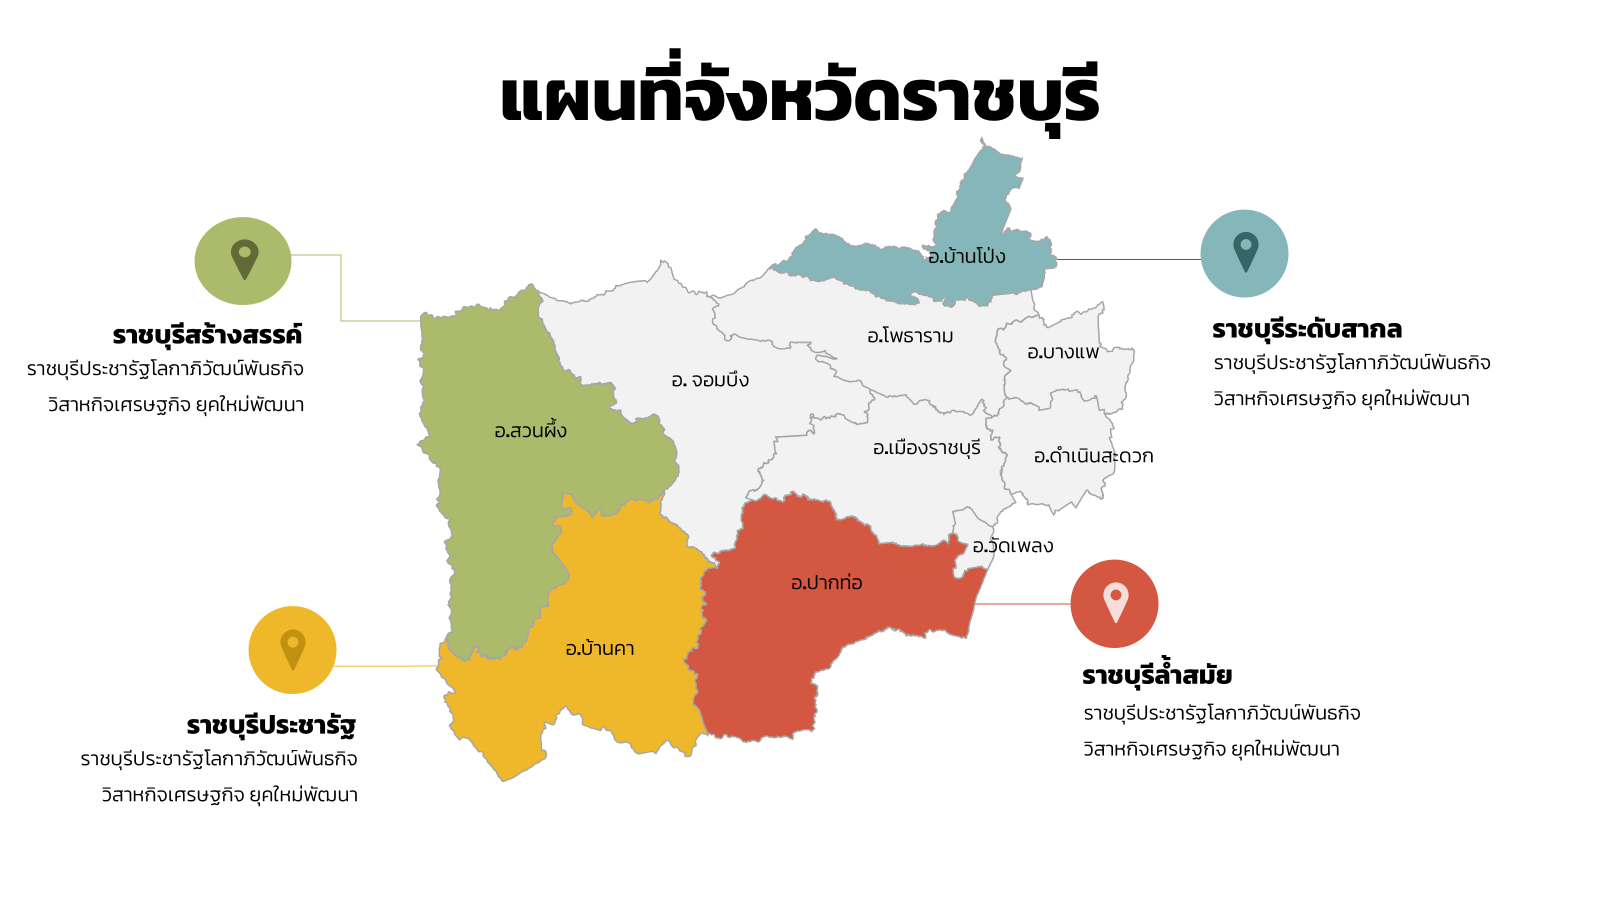 แผนที่จังหวัดราชบุรี
ราชบุรีสร้างสรรค์
ราชบุรีประชารัฐโลกาภิวัฒน์พันธกิจ
วิสาหกิจเศรษฐกิจ ยุคใหม่พัฒนา
ราชบุรีระดับสากล
ราชบุรีประชารัฐโลกาภิวัฒน์พันธกิจ
วิสาหกิจเศรษฐกิจ ยุคใหม่พัฒนา
อ.บ้านโป่ง
อ.โพธาราม
อ.บางแพ
อ. จอมบึง
อ.สวนผึ้ง
อ.เมืองราชบุรี
อ.ดำเนินสะดวก
อ.วัดเพลง
อ.ปากท่อ
อ.บ้านคา
ราชบุรีประชารัฐ
ราชบุรีประชารัฐโลกาภิวัฒน์พันธกิจ
วิสาหกิจเศรษฐกิจ ยุคใหม่พัฒนา
ราชบุรีล้ำสมัย
ราชบุรีประชารัฐโลกาภิวัฒน์พันธกิจ
วิสาหกิจเศรษฐกิจ ยุคใหม่พัฒนา